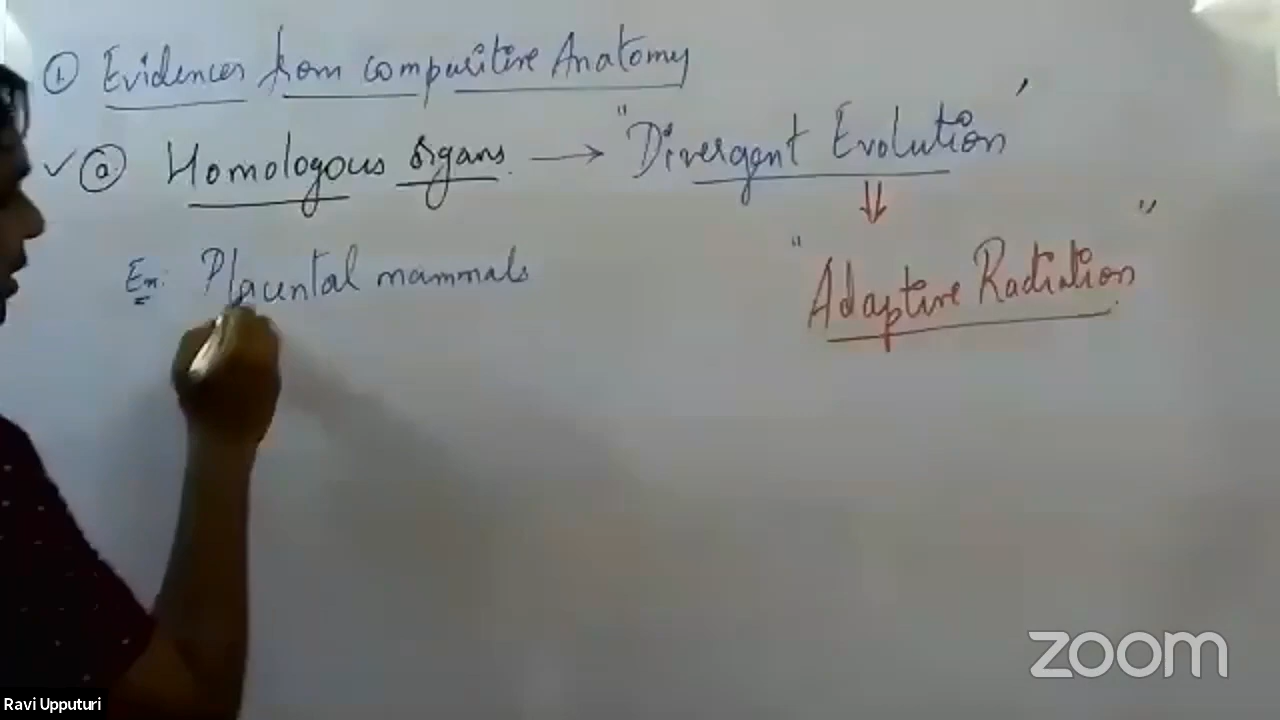 ① Evidences from comparitive Anatomy
✓ ⓐ Homologous organs. → "Divergent Evolution"
⇓
Ex: Placental mammals
"Adaptive Radiation"
zoom
Ravi Upputuri